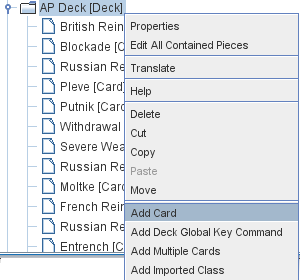 AP Deck [Deck]
British Rein
Blockade [C
Russian Re
Pleve [Card]
Putnik [Car
Withdrawal
Severe Wea
Russian Re
Moltke [Car
French Rein
Russian Re
Entrench [C
Properties
Edit All Contained Pieces
Translate
Help
Delete
Cut
Copy
Paste
Move
Add Card
Add Deck Global Key Command
Add Multiple Cards
Add Imported Class